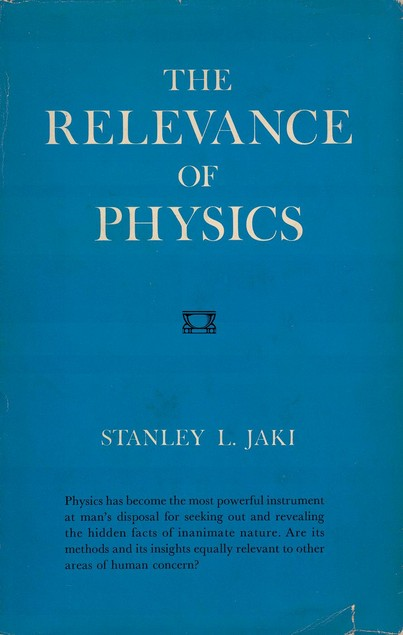 THE
RELEVANCE
OF
PHYSICS
STANLEY L. JAKI
Physics has become the most powerful instrument
at man's disposal for seeking out and revealing
the hidden facts of inanimate nature. Are its
methods and its insights equally relevant to other
areas of human concern?